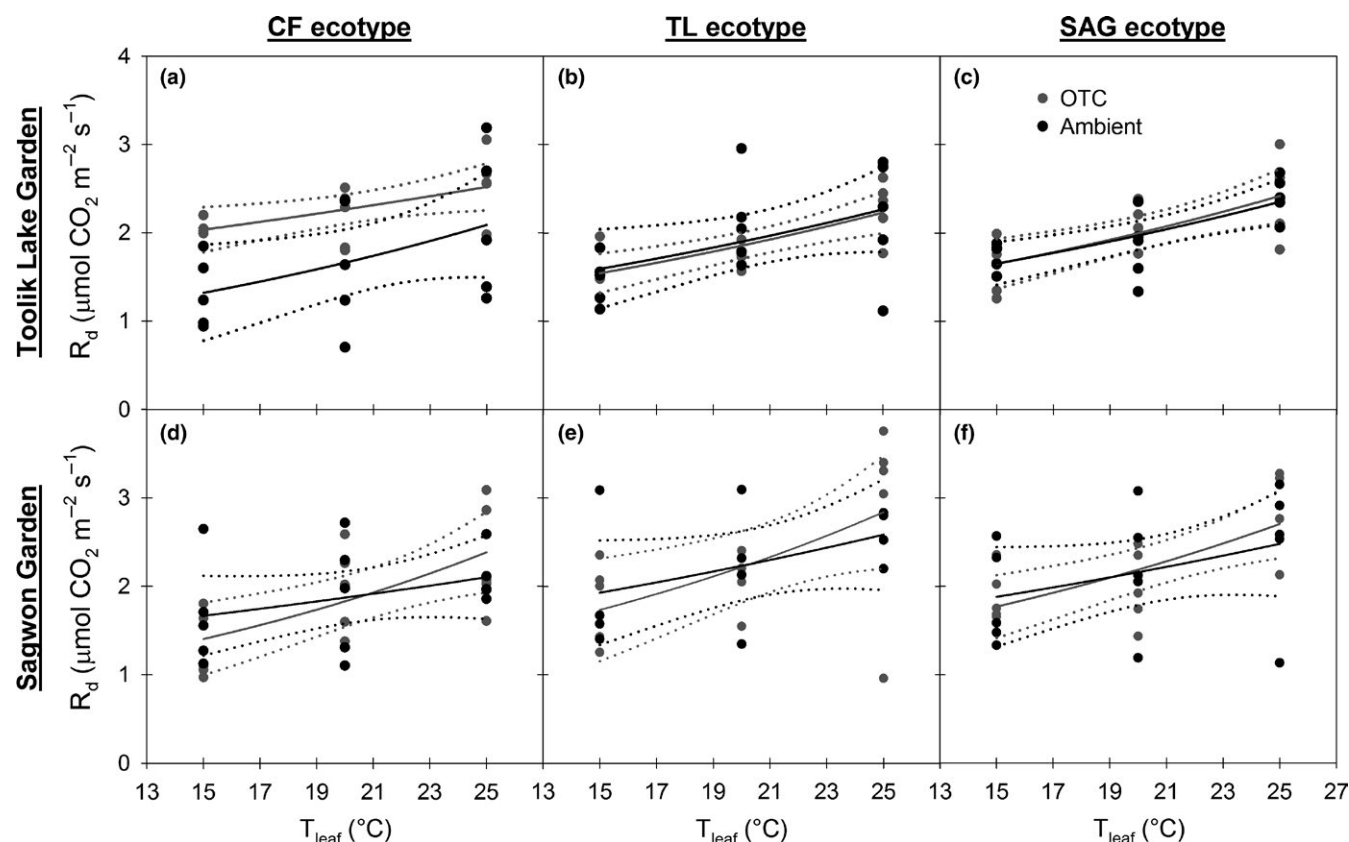 CF ecotype TL ecotype SAG ecotype
Toolik Lake Garden
R_d (μmol CO₂ m⁻² s⁻¹)
4
3
2
1
0
(a) (b) (c)
OTC
Ambient
Sagwon Garden
R_d (μmol CO₂ m⁻² s⁻¹)
3
2
1
0
(d) (e) (f)
13 15 17 19 21 23 25 13 15 17 19 21 23 25 13 15 17 19 21 23 25 27
T_leaf (°C) T_leaf (°C) T_leaf (°C)